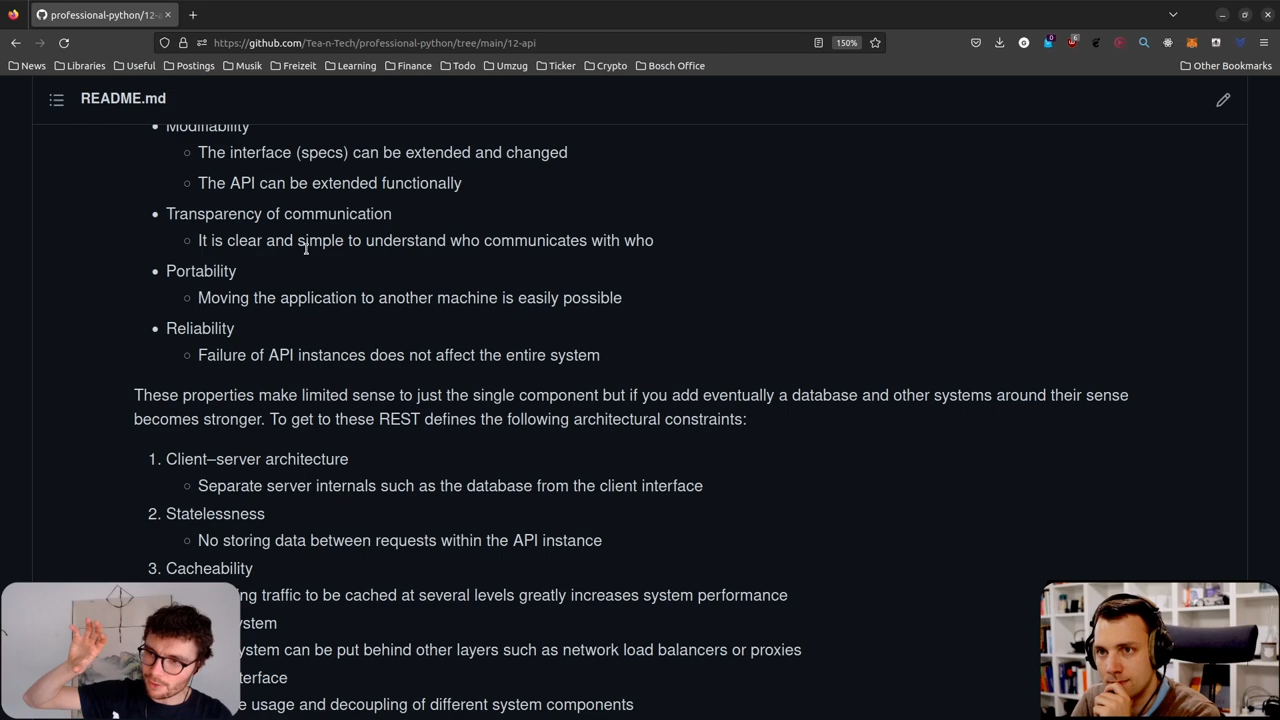 professional-python/12-a
https://github.com/Tea-n-Tech/professional-python/tree/main/12-api
150%
News Libraries Useful Postings Musik Freizeit Learning Finance Todo Umzug Ticker Crypto Bosch Office Other Bookmarks
README.md
Modifiability
The interface (specs) can be extended and changed
The API can be extended functionally
Transparency of communication
It is clear and simple to understand who communicates with who
Portability
Moving the application to another machine is easily possible
Reliability
Failure of API instances does not affect the entire system
These properties make limited sense to just the single component but if you add eventually a database and other systems around their sense
becomes stronger. To get to these REST defines the following architectural constraints:
1. Client–server architecture
Separate server internals such as the database from the client interface
2. Statelessness
No storing data between requests within the API instance
3. Cacheability
traffic to be cached at several levels greatly increases system performance
can be put behind other layers such as network load balancers or proxies
usage and decoupling of different system components